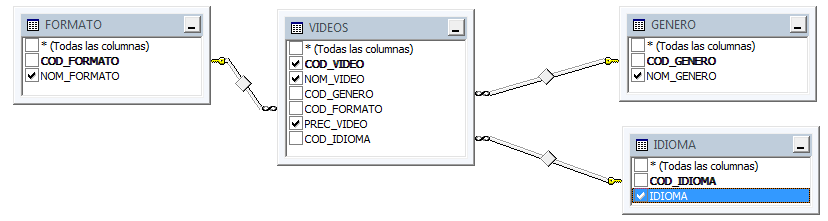 FORMATO
* (Todas las columnas)
COD_FORMATO
NOM_FORMATO
VIDEOS
* (Todas las columnas)
COD_VIDEO
NOM_VIDEO
COD_GENERO
COD_FORMATO
PREC_VIDEO
COD_IDIOMA
GENERO
* (Todas las columnas)
COD_GENERO
NOM_GENERO
IDIOMA
* (Todas las columnas)
COD_IDIOMA
IDIOMA